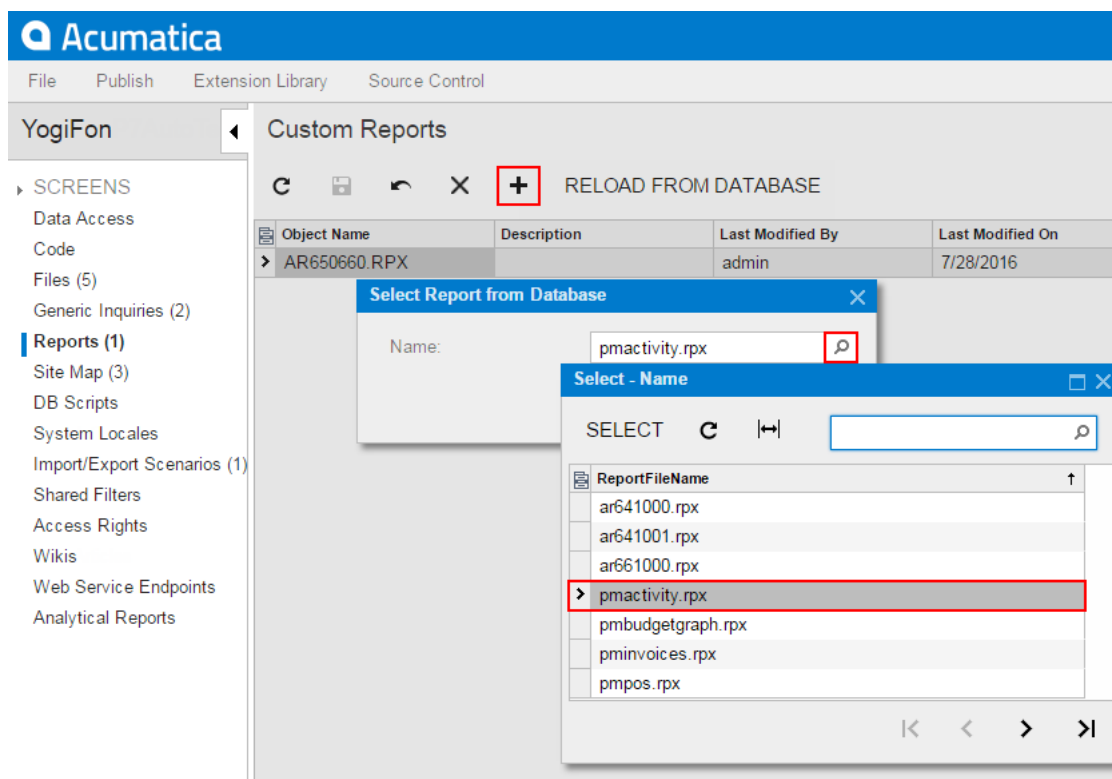 Acumatica
File Publish Extension Library Source Control
YogiFon
Custom Reports
SCREENS
Data Access
Code
Files (5)
Generic Inquiries (2)
Reports (1)
Site Map (3)
DB Scripts
System Locales
Import/Export Scenarios (1)
Shared Filters
Access Rights
Wikis
Web Service Endpoints
Analytical Reports
RELOAD FROM DATABASE
Object Name Description Last Modified By Last Modified On
AR650660.RPX admin 7/28/2016
Select Report from Database
Name: pmactivity.rpx
Select - Name
SELECT
ReportFileName
ar641000.rpx
ar641001.rpx
ar661000.rpx
pmactivity.rpx
pmbudgetgraph.rpx
pminvoices.rpx
pmpos.rpx